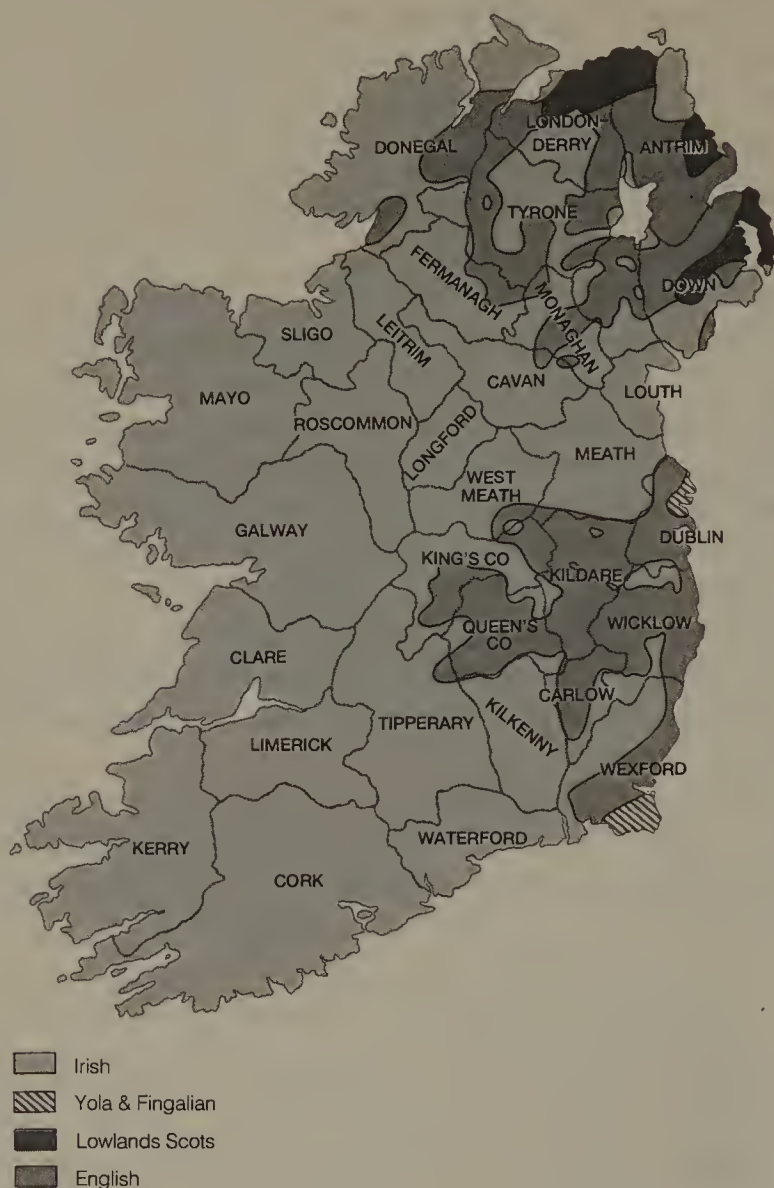 DONEGAL
LONDON-
DERRY
ANTRIM
TYRONE
FERMANAGH
MONAGHAN
DOWN
SLIGO
LEITRIM
CAVAN
LOUTH
MAYO
ROSCOMMON
LONGFORD
MEATH
WEST
MEATH
GALWAY
DUBLIN
KING'S CO
KILDARE
QUEEN'S
CO
WICKLOW
CLARE
CARLOW
TIPPERARY
KILKENNY
LIMERICK
WEXFORD
KERRY
WATERFORD
CORK
Irish
Yola & Fingalian
Lowlands Scots
English